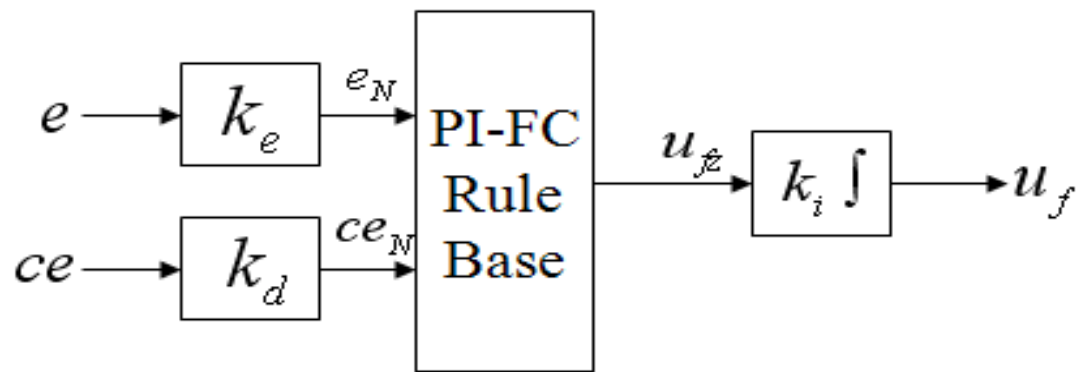 e
k_e
e_N
PI-FC
Rule
Base
u_fz
k_i ∫
u_f
ce
k_d
ce_N